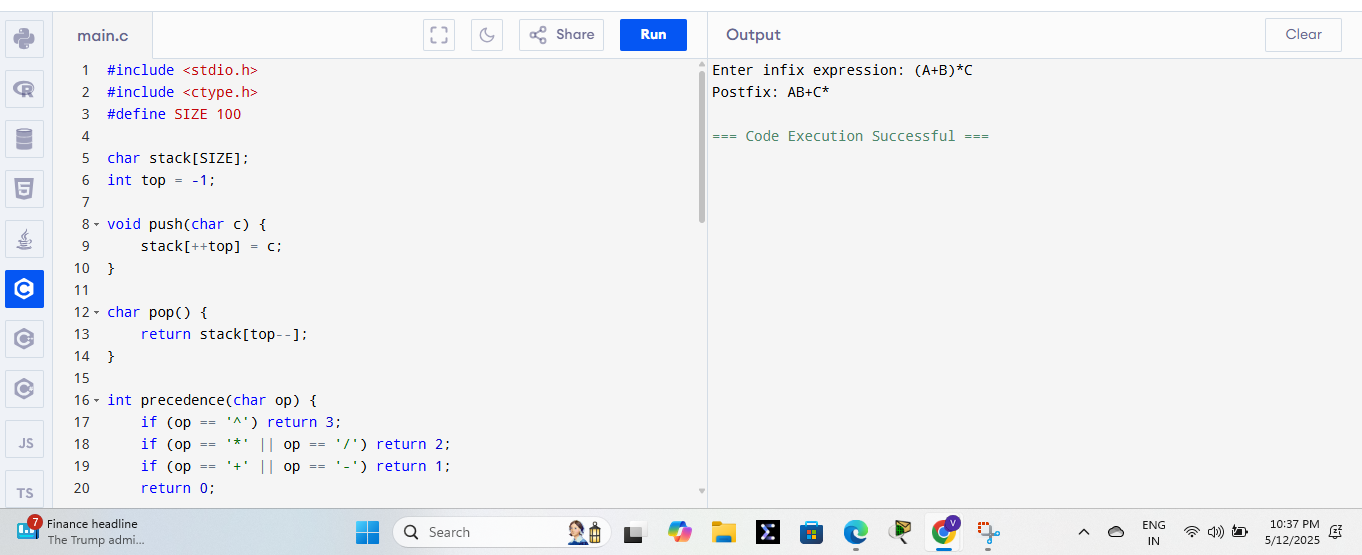 main.c
Share
Run
Output
Clear
1 #include <stdio.h>
2 #include <ctype.h>
3 #define SIZE 100
4
5 char stack[SIZE];
6 int top = -1;
7
8 void push(char c) {
9     stack[++top] = c;
10 }
11
12 char pop() {
13     return stack[top--];
14 }
15
16 int precedence(char op) {
17     if (op == '^') return 3;
18     if (op == '*' || op == '/') return 2;
19     if (op == '+' || op == '-') return 1;
20     return 0;
Enter infix expression: (A+B)*C
Postfix: AB+C*
=== Code Execution Successful ===
JS
TS
7
Finance headline
The Trump admi...
Search
V
ENG
IN
10:37 PM
5/12/2025